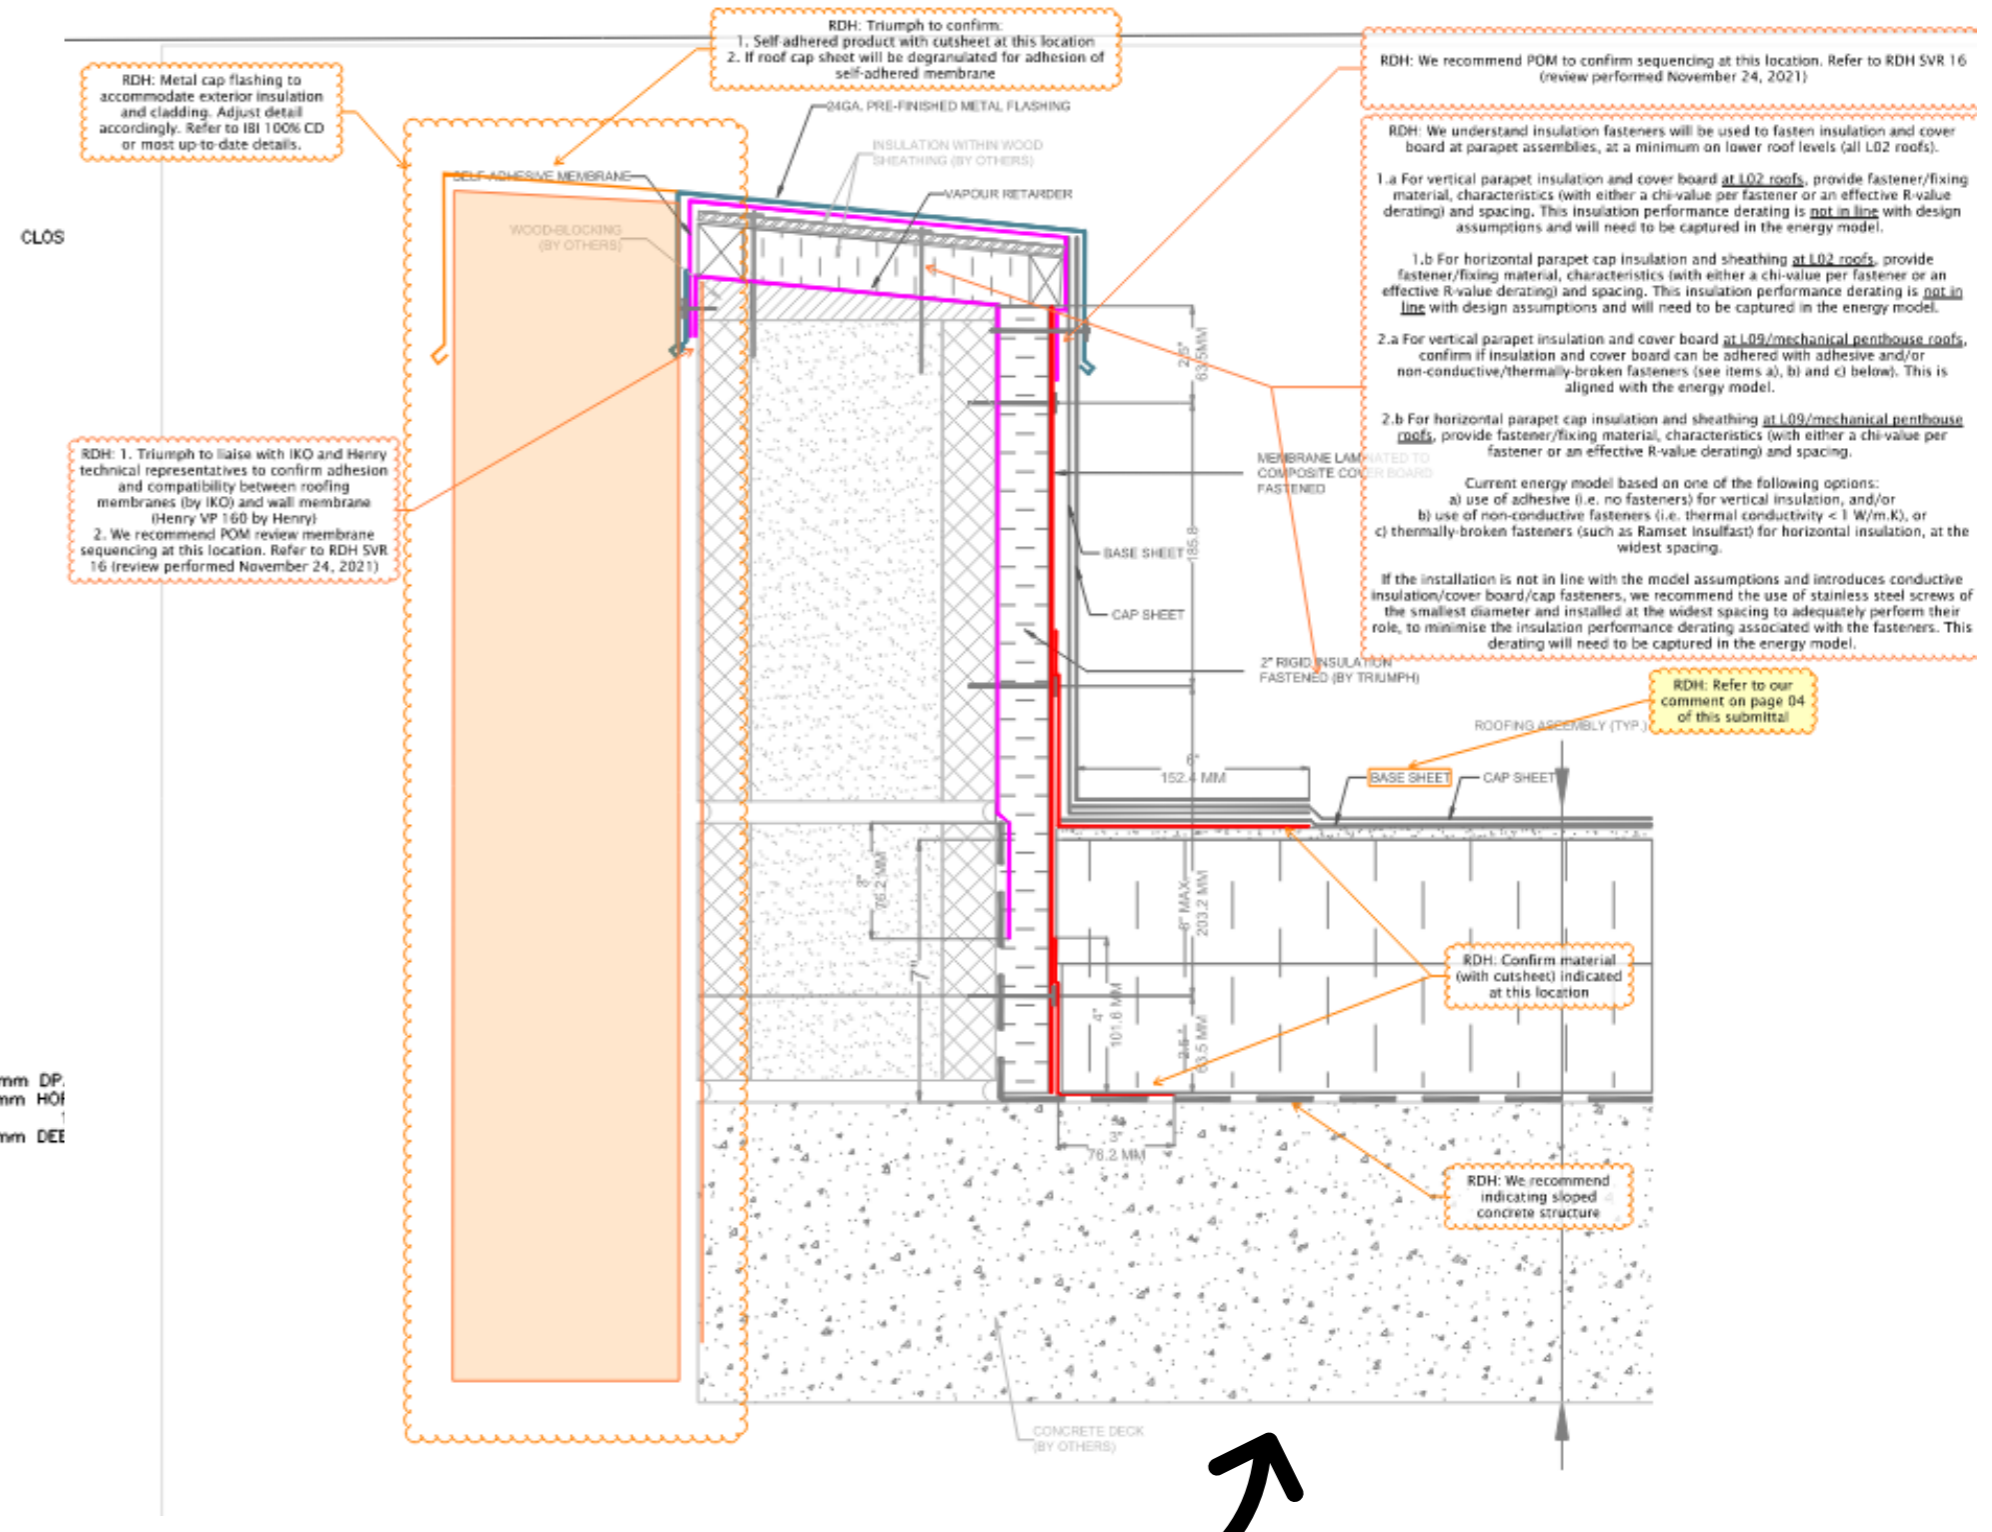 RDH: Triumph to confirm:
1. Self-adhered product with cutsheet at this location
2. If roof cap sheet will be degranulated for adhesion of
self-adhered membrane
RDH: Metal cap flashing to
accommodate exterior insulation
and cladding. Adjust detail
accordingly. Refer to IBI 100% CD
or most up-to-date details.
RDH: We recommend POM to confirm sequencing at this location. Refer to RDH SVR 16
(review performed November 24, 2021)
24GA. PRE-FINISHED METAL FLASHING
INSULATION WITHIN WOOD
SHEATHING (BY OTHERS)
SELF-ADHESIVE MEMBRANE
VAPOUR RETARDER
WOOD-BLOCKING
(BY OTHERS)
CLOS
RDH: We understand insulation fasteners will be used to fasten insulation and cover
board at parapet assemblies, at a minimum on lower roof levels (all L02 roofs).
1.a For vertical parapet insulation and cover board at L02 roofs, provide fastener/fixing
material, characteristics (with either a chi-value per fastener or an effective R-value
derating) and spacing. This insulation performance derating is not in line with design
assumptions and will need to be captured in the energy model.
1.b For horizontal parapet cap insulation and sheathing at L02 roofs, provide
fastener/fixing material, characteristics (with either a chi-value per fastener or an
effective R-value derating) and spacing. This insulation performance derating is not in
line with design assumptions and will need to be captured in the energy model.
2.a For vertical parapet insulation and cover board at L09/mechanical penthouse roofs,
confirm if insulation and cover board can be adhered with adhesive and/or
non-conductive/thermally-broken fasteners (see items a), b) and c) below). This is
aligned with the energy model.
2.b For horizontal parapet cap insulation and sheathing at L09/mechanical penthouse
roofs, provide fastener/fixing material, characteristics (with either a chi-value per
fastener or an effective R-value derating) and spacing.
Current energy model based on one of the following options:
a) use of adhesive (i.e. no fasteners) for vertical insulation, and/or
b) use of non-conductive fasteners (i.e. thermal conductivity < 1 W/m.K), or
c) thermally-broken fasteners (such as Ramset Insulfast) for horizontal insulation, at the
widest spacing.
If the installation is not in line with the model assumptions and introduces conductive
insulation/cover board/cap fasteners, we recommend the use of stainless steel screws of
the smallest diameter and installed at the widest spacing to adequately perform their
role, to minimise the insulation performance derating associated with the fasteners. This
derating will need to be captured in the energy model.
RDH: 1. Triumph to liaise with IKO and Henry
technical representatives to confirm adhesion
and compatibility between roofing
membranes (by IKO) and wall membrane
(Henry VP 160 by Henry)
2. We recommend POM review membrane
sequencing at this location. Refer to RDH SVR
16 (review performed November 24, 2021)
2.5"
63.5MM
MEMBRANE LAMINATED TO
COMPOSITE COVER BOARD
FASTENED
185.8
BASE SHEET
CAP SHEET
2" RIGID INSULATION
FASTENED (BY TRIUMPH)
RDH: Refer to our
comment on page 04
of this submittal
ROOFING ASSEMBLY (TYP.)
6"
152.4 MM
BASE SHEET
CAP SHEET
3"
76.2 MM
8" MAX
203.2 MM
7"
4"
101.6 MM
2.5"
63.5 MM
RDH: Confirm material
(with cutsheet) indicated
at this location
mm DP.
mm HOF
mm DEE
3"
76.2 MM
RDH: We recommend
indicating sloped
concrete structure
CONCRETE DECK
(BY OTHERS)